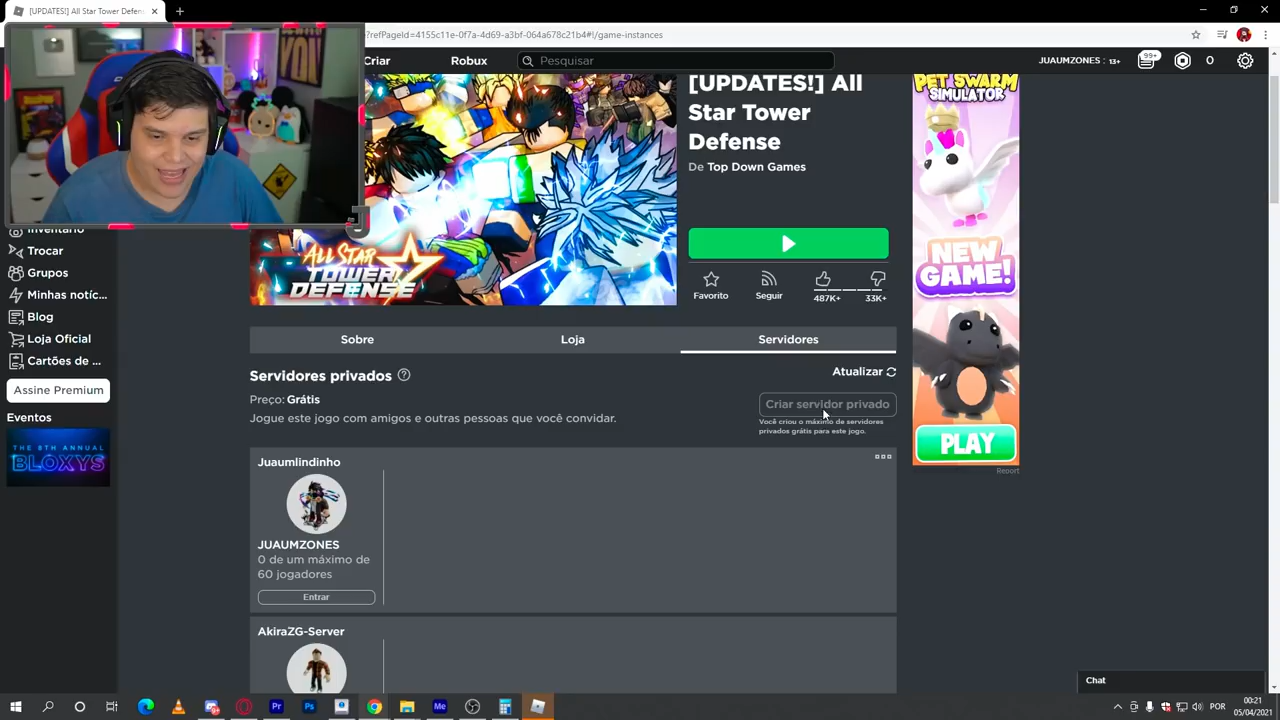 [UPDATES!] All Star Tower Defens
?refPageId=4155c11e-0f7a-4d69-a3bf-064a678c21b4#!/game-instances
Criar
Robux
Pesquisar
JUAUMZONES : 13+
99+
0
YOU
[UPDATES!] All
Star Tower
Defense
De Top Down Games
Favorito
Seguir
487K+
33K+
ALL STAR
TOWER
DEFENSE
Inventário
Trocar
Grupos
Minhas notíc...
Blog
Loja Oficial
Cartões de ...
Assine Premium
Eventos
THE 8TH ANNUAL
BLOXYS
Sobre
Loja
Servidores
Servidores privados
Atualizar
Preço: Grátis
Jogue este jogo com amigos e outras pessoas que você convidar.
Criar servidor privado
Você criou o máximo de servidores
privados grátis para este jogo.
Juaumlindinho
JUAUMZONES
0 de um máximo de
60 jogadores
Entrar
AkiraZG-Server
PET SWARM
SIMULATOR
NEW
GAME!
PLAY
Report
Chat
Pr
Ps
Me
POR
00:21
05/04/2021